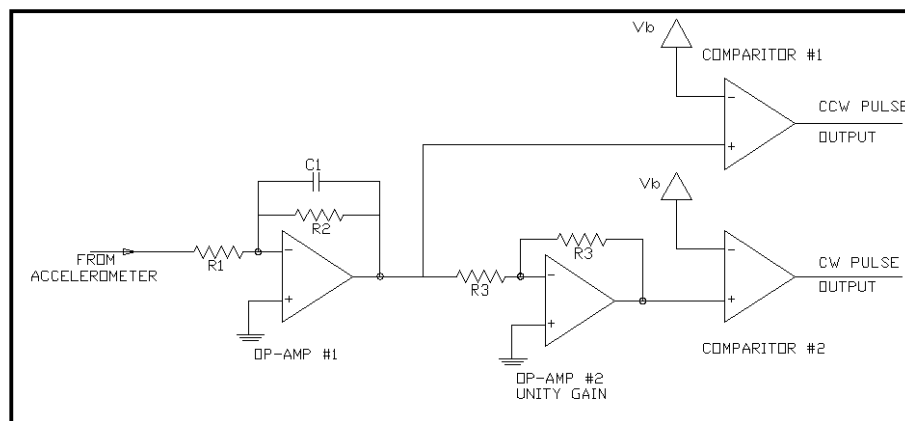 Vb
COMPARITOR #1
−
+
CCW PULSE
OUTPUT
C1
R2
Vb
FROM
ACCELEROMETER
R1
−
+
R3
R3
−
+
−
+
CW PULSE
OUTPUT
OP-AMP #1
COMPARITOR #2
OP-AMP #2
UNITY GAIN